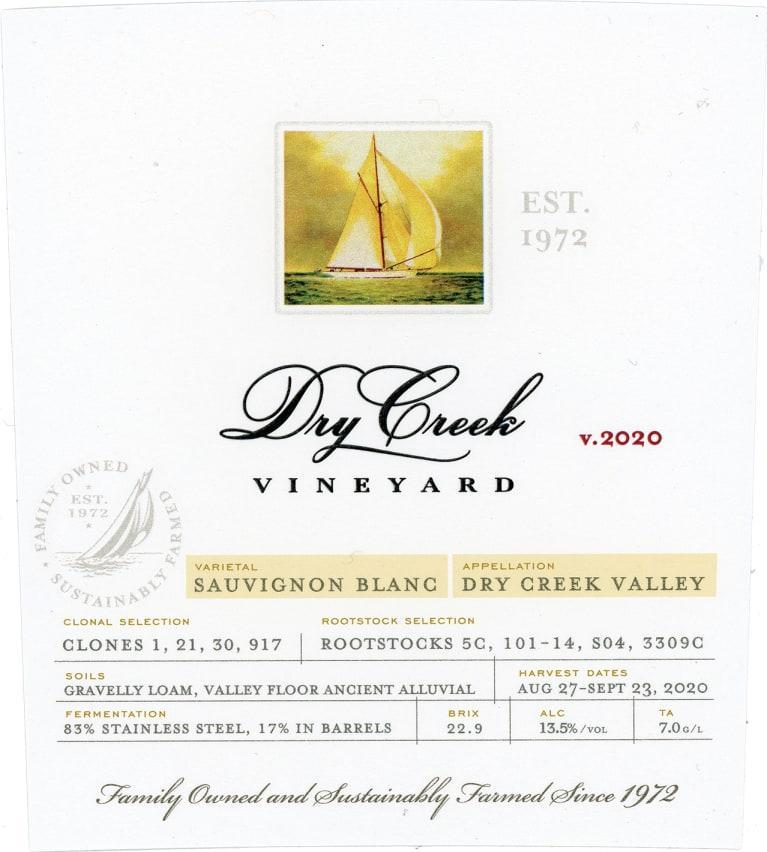 EST.
1972
Dry Creek
v.2020
VINEYARD
FAMILY OWNED
EST.
1972
SUSTAINABLY FARMED
VARIETAL
SAUVIGNON BLANC
APPELLATION
DRY CREEK VALLEY
CLONAL SELECTION
CLONES 1, 21, 30, 917
ROOTSTOCK SELECTION
ROOTSTOCKS 5C, 101-14, S04, 3309C
SOILS
GRAVELLY LOAM, VALLEY FLOOR ANCIENT ALLUVIAL
HARVEST DATES
AUG 27-SEPT 23, 2020
FERMENTATION
83% STAINLESS STEEL, 17% IN BARRELS
BRIX
22.9
ALC
13.5%/VOL
TA
7.0G/L
Family Owned and Sustainably Farmed Since 1972